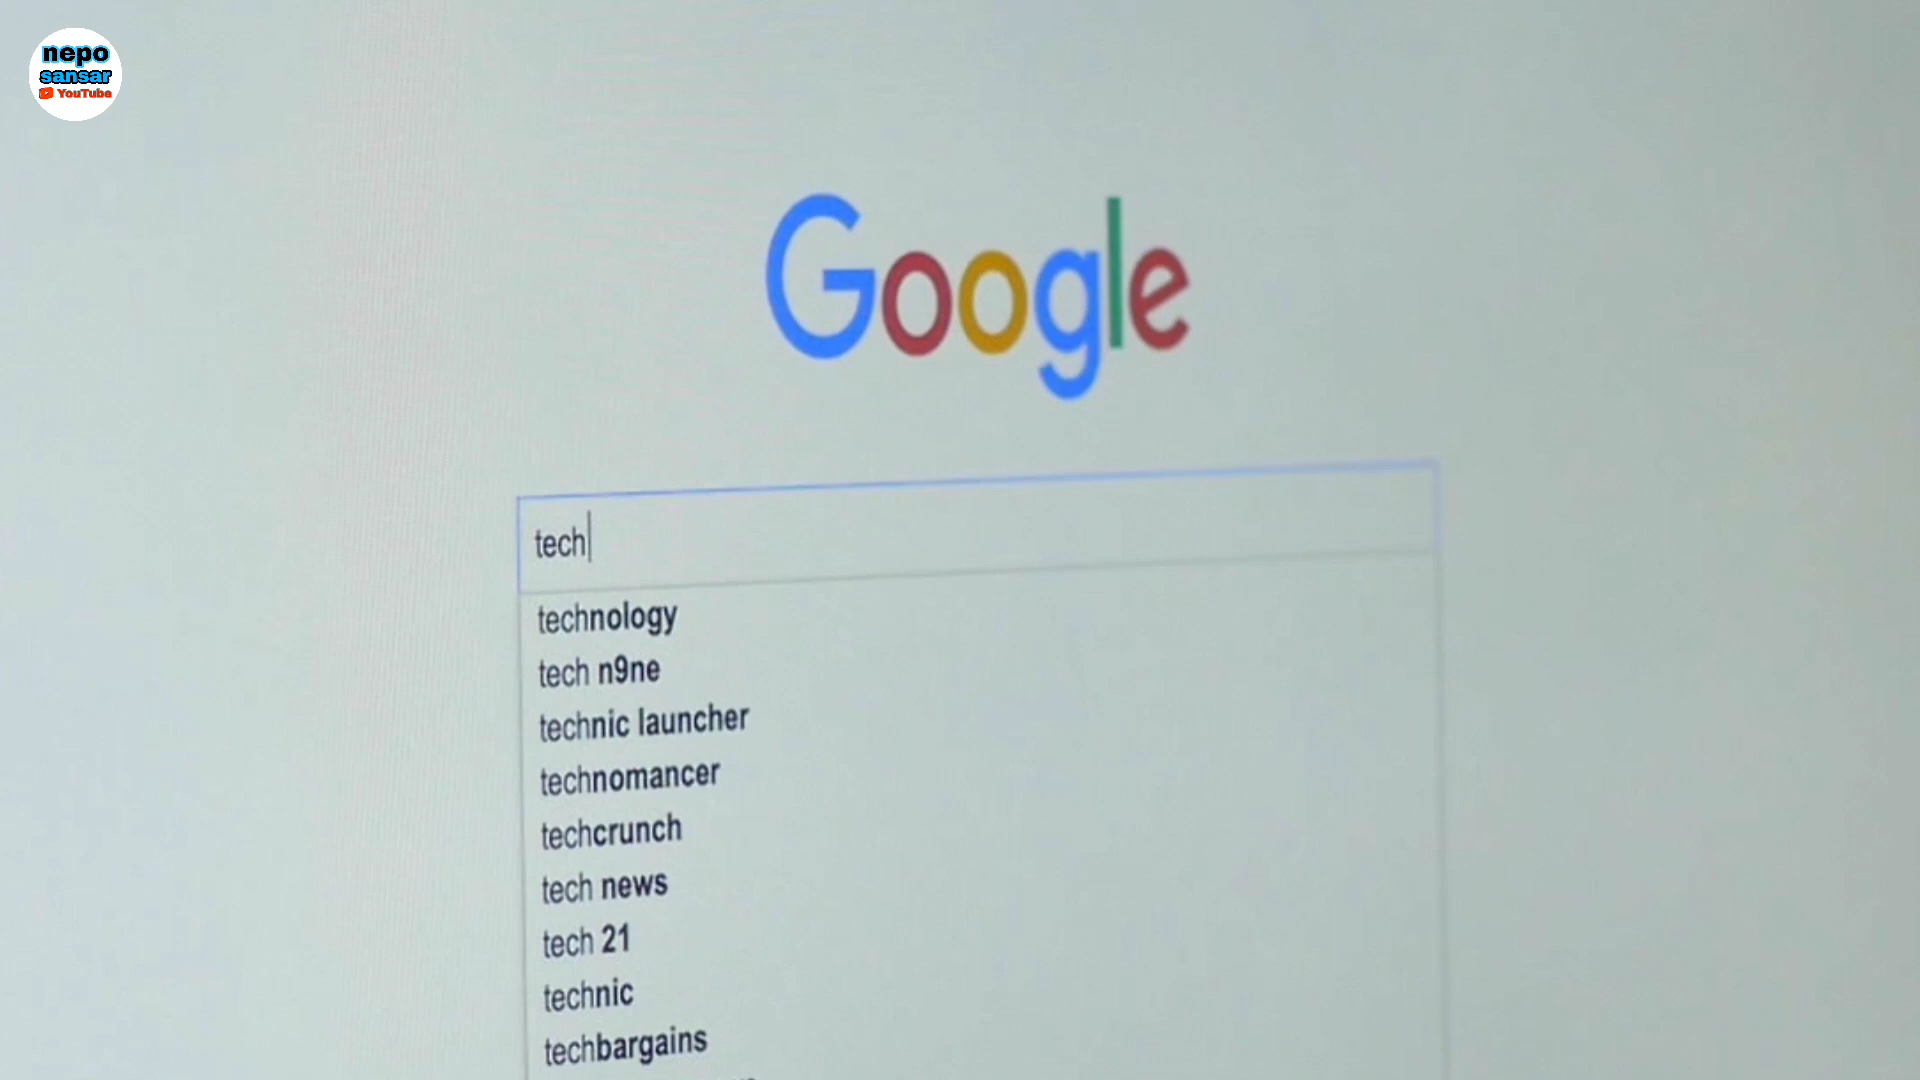 nepo
sansar
YouTube
Google
tech
technology
tech n9ne
technic launcher
technomancer
techcrunch
tech news
tech 21
technic
techbargains